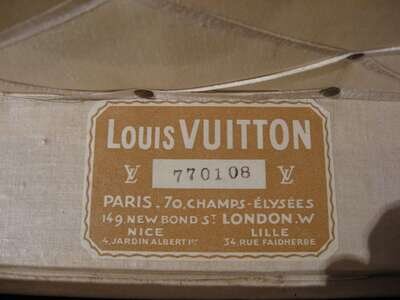 LOUIS VUITTON
LV 770108 LV
PARIS. 70, CHAMPS-ÉLYSÉES
149, NEW BOND ST LONDON.W
NICE LILLE
4, JARDIN ALBERT 1ER 34, RUE FAIDHERBE